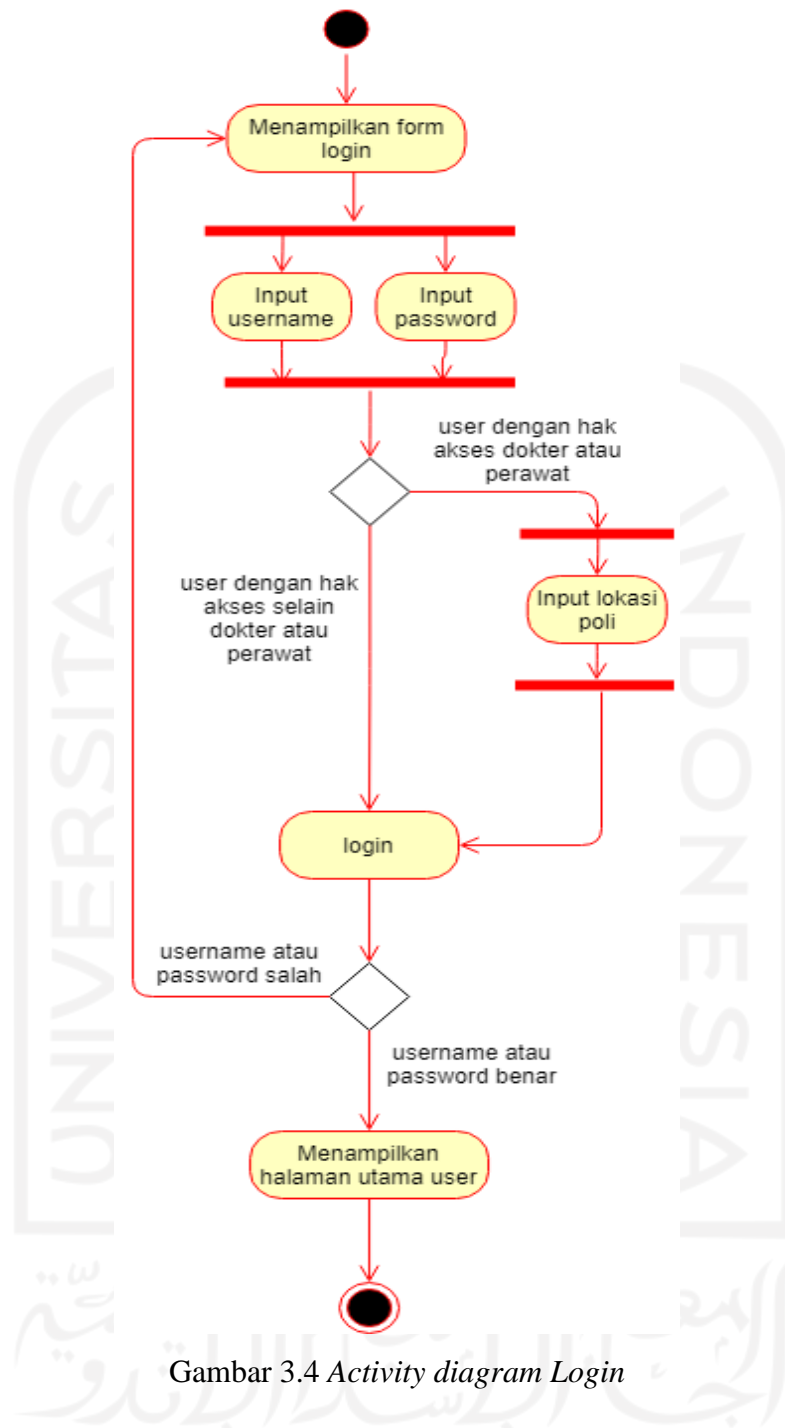 Menampilkan form
login
Input
username
Input
password
user dengan hak
akses dokter atau
perawat
user dengan hak
akses selain
dokter atau
perawat
Input lokasi
poli
login
username atau
password salah
username atau
password benar
Menampilkan
halaman utama user
Gambar 3.4 Activity diagram Login
UNIVERSITAS
INDONESIA